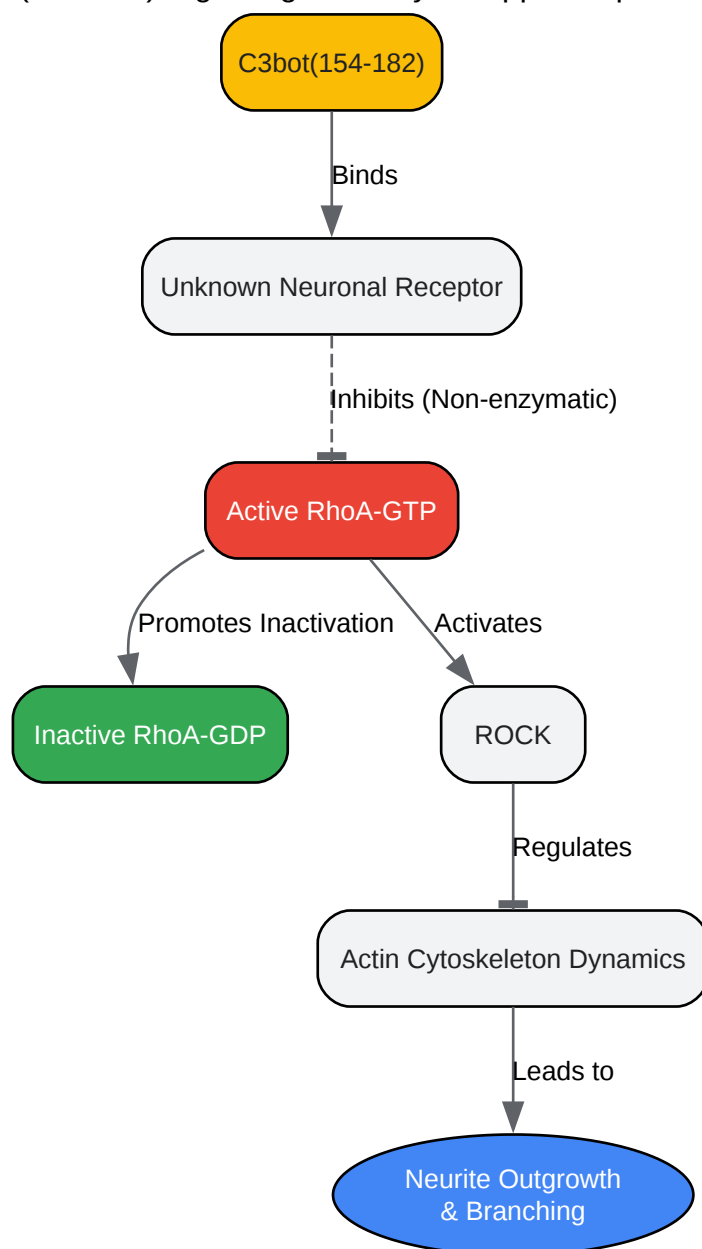 C3bot(154-182)
Binds
Unknown Neuronal Receptor
Inhibits (Non-enzymatic)
Active RhoA-GTP
Promotes Inactivation
Activates
Inactive RhoA-GDP
ROCK
Regulates
Actin Cytoskeleton Dynamics
Leads to
Neurite Outgrowth
& Branching